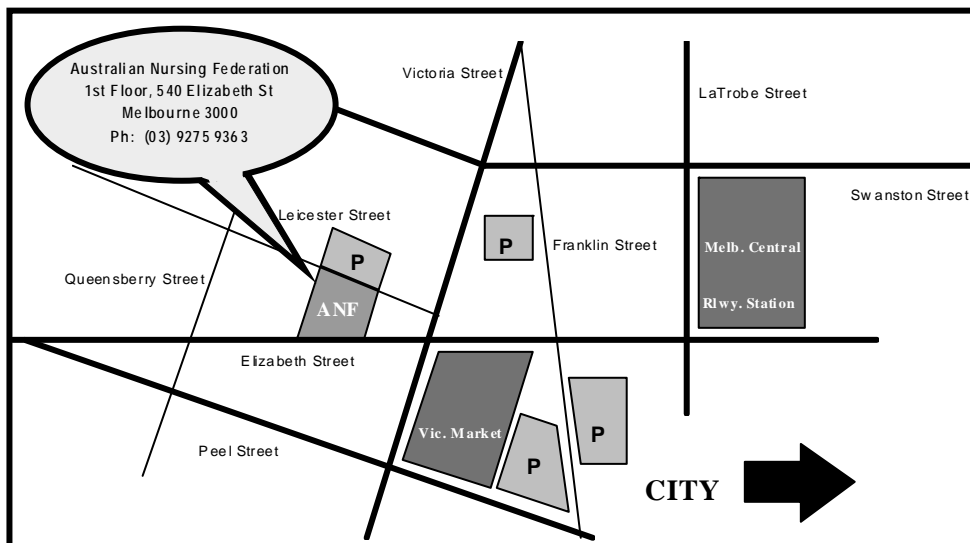 Australian Nursing Federation
1st Floor, 540 Elizabeth St
Melbourne 3000
Ph: (03) 9275 9363
Victoria Street
LaTrobe Street
Swanston Street
Leicester Street
P
P
Franklin Street
Melb. Central
Rlwy. Station
Queensberry Street
ANF
Elizabeth Street
Vic. Market
P
P
Peel Street
CITY